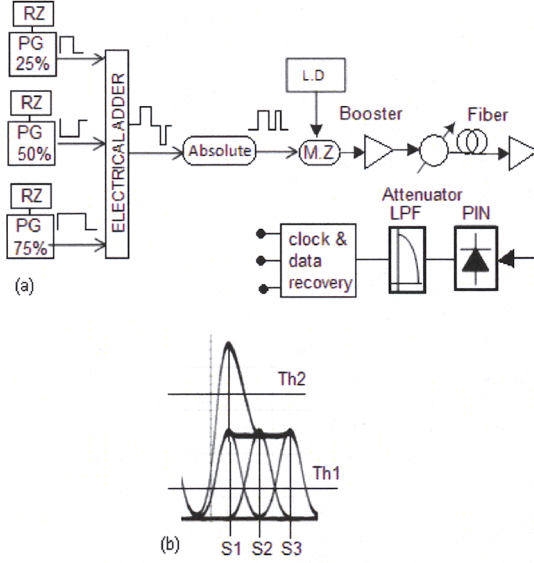 RZ
PG
25%
RZ
PG
50%
RZ
PG
75%
ELECTRICAL ADDER
Absolute
L.D
M.Z
Booster
Fiber
Attenuator
LPF
PIN
clock &
data
recovery
(a)
Th2
Th1
S1 S2 S3
(b)